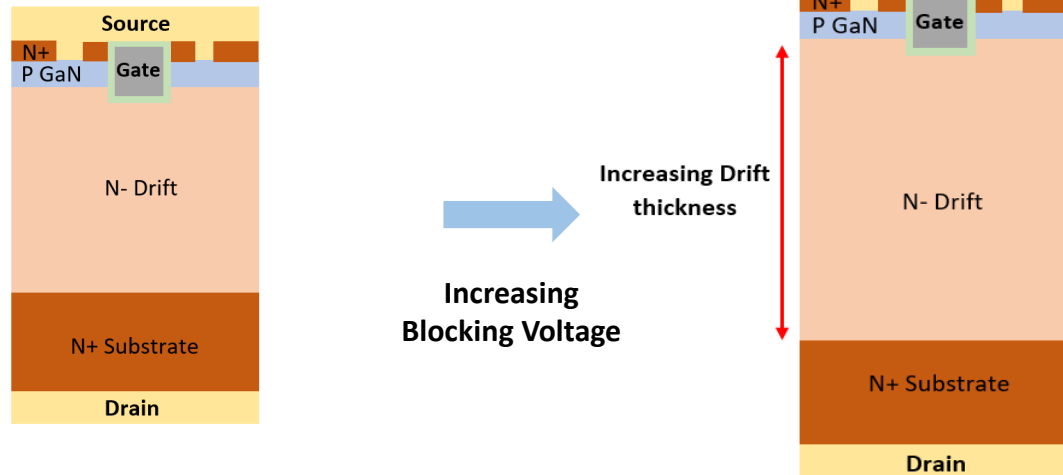 Source
N+
Gate
P GaN
N- Drift
N+ Substrate
Drain
Increasing
Blocking Voltage
Increasing Drift
thickness
N+
Gate
P GaN
N- Drift
N+ Substrate
Drain